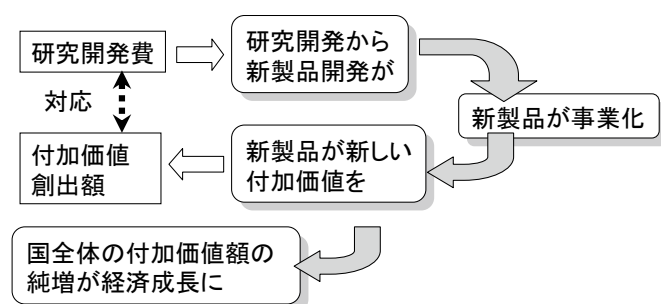 研究開発費
研究開発から
新製品開発が
対応
新製品が事業化
付加価値
創出額
新製品が新しい
付加価値を
国全体の付加価値額の
純増が経済成長に